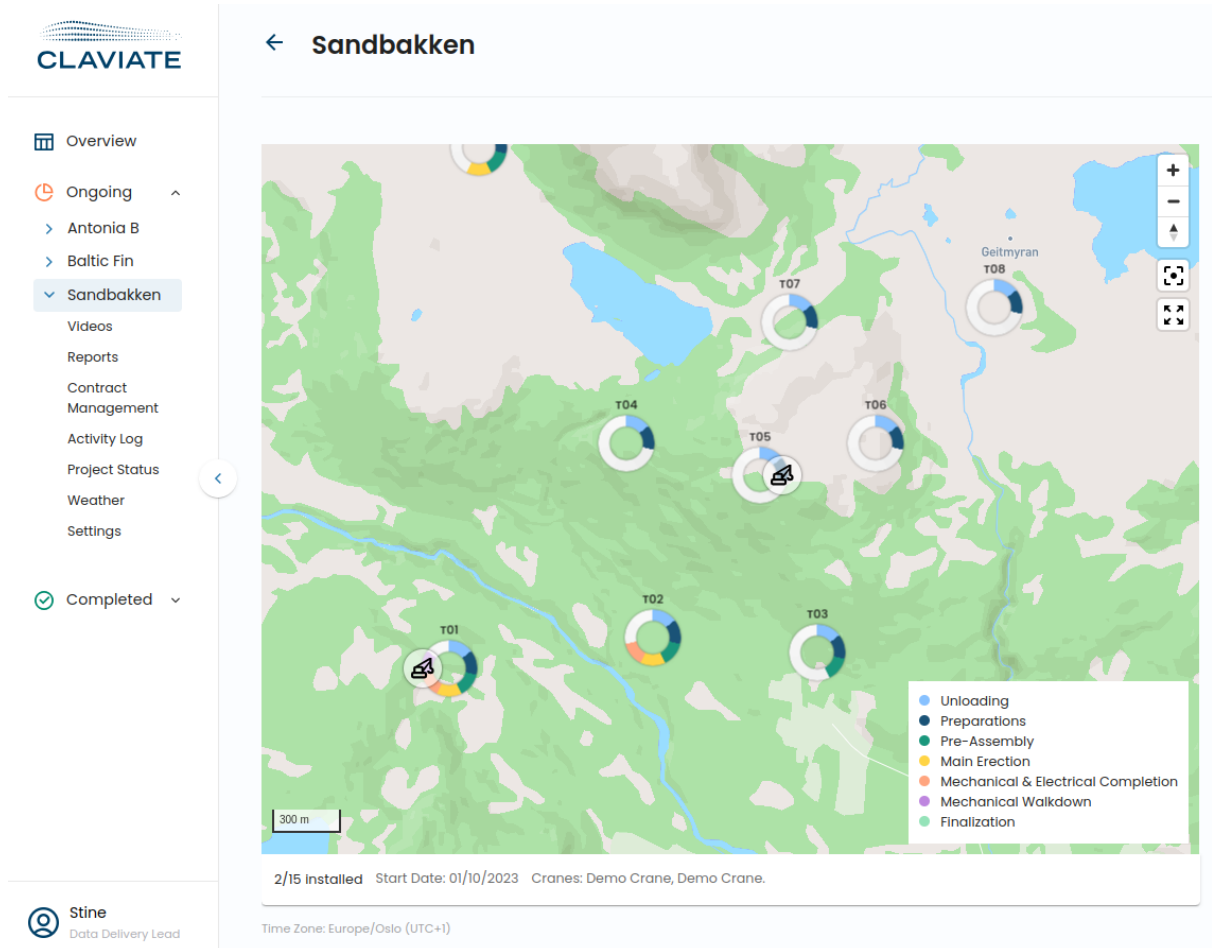 CLAVIATE
Sandbakken
Overview
Ongoing
Antonia B
Baltic Fin
Sandbakken
Videos
Reports
Contract
Management
Activity Log
Project Status
Weather
Settings
Completed
Stine
Data Delivery Lead
Geitmyran
T08
T07
T04
T06
T05
T02
T03
T01
Unloading
Preparations
Pre-Assembly
Main Erection
Mechanical & Electrical Completion
Mechanical Walkdown
Finalization
300 m
2/15 installed Start Date: 01/10/2023 Cranes: Demo Crane, Demo Crane.
Time Zone: Europe/Oslo (UTC+1)